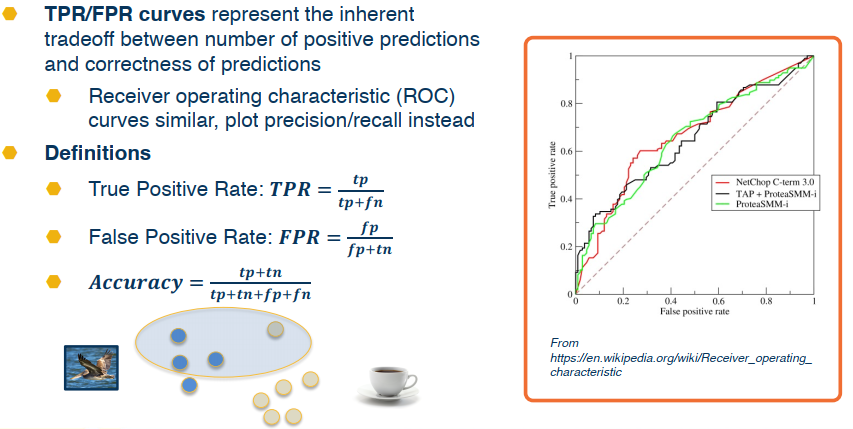 TPR/FPR curves represent the inherent
tradeoff between number of positive predictions
and correctness of predictions
Receiver operating characteristic (ROC)
curves similar, plot precision/recall instead
Definitions
True Positive Rate: TPR = tp / tp+fn
False Positive Rate: FPR = fp / fp+tn
Accuracy = tp+tn / tp+tn+fp+fn
1
0.8
0.6
0.4
0.2
0
True positive rate
NetChop C-term 3.0
TAP + ProteaSMM-i
ProteaSMM-i
0 0.2 0.4 0.6 0.8 1
False positive rate
From
https://en.wikipedia.org/wiki/Receiver_operating_
characteristic